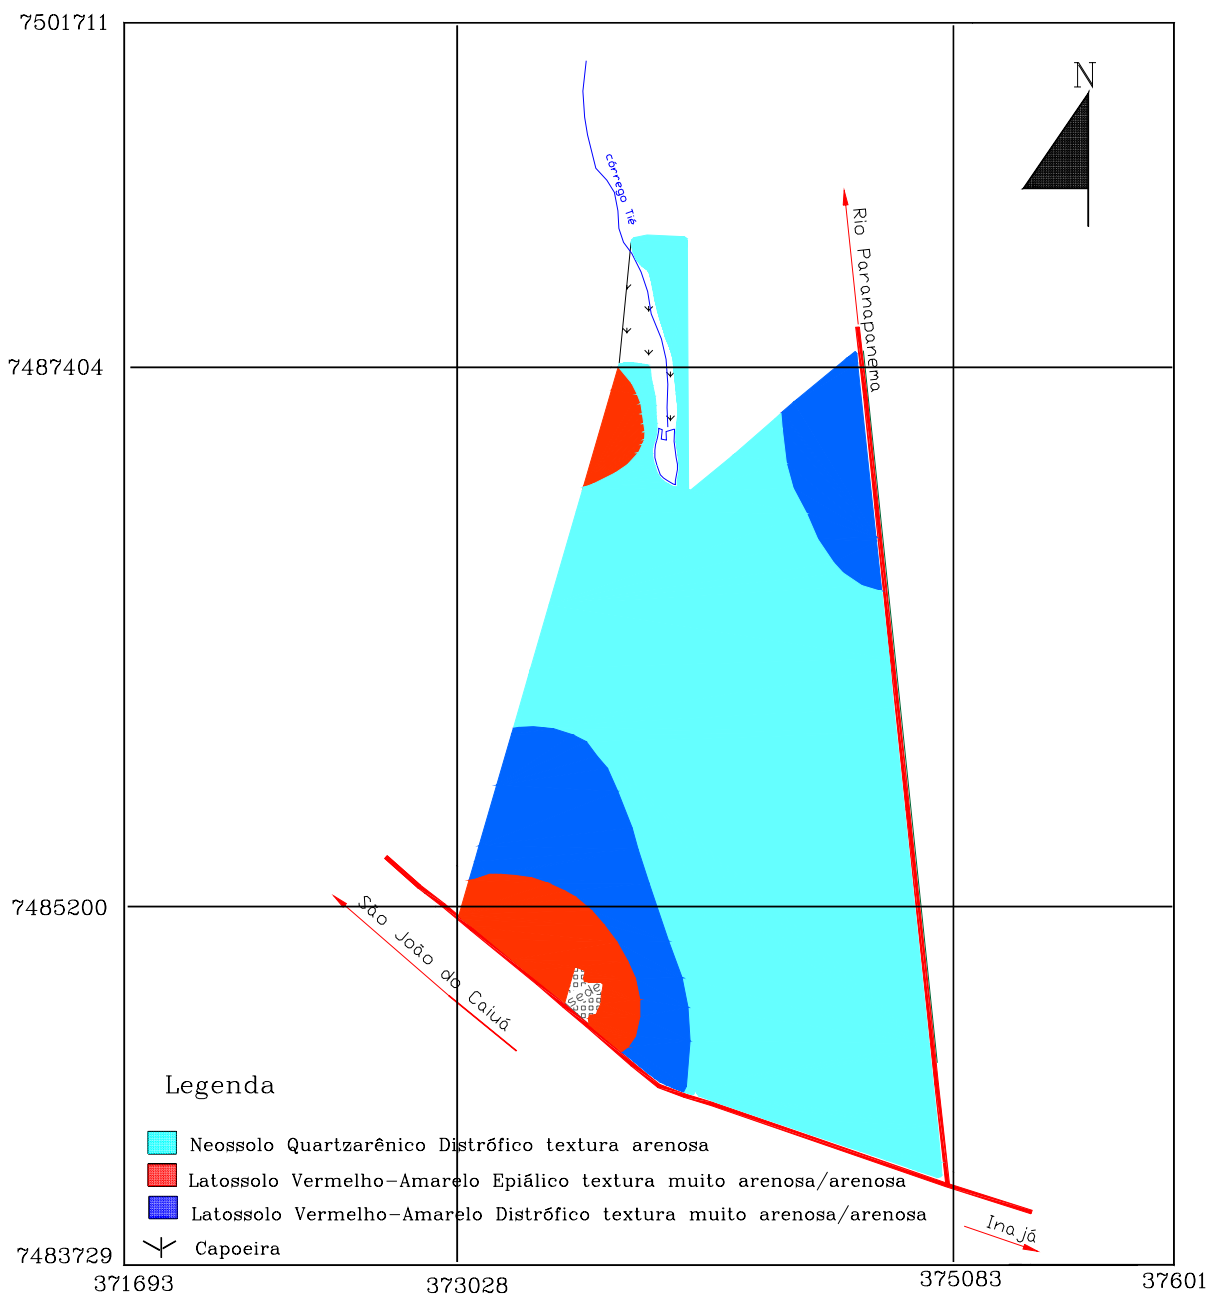 7501711
N
córrego Tié
Rio Paranapanema
7487404
7485200
São João do Caiuá
Sede
Legenda
Neossolo Quartzarênico Distrófico textura arenosa
Latossolo Vermelho-Amarelo Epiálico textura muito arenosa/arenosa
Latossolo Vermelho-Amarelo Distrófico textura muito arenosa/arenosa
Capoeira
Inajá
7483729
371693
373028
375083
37601